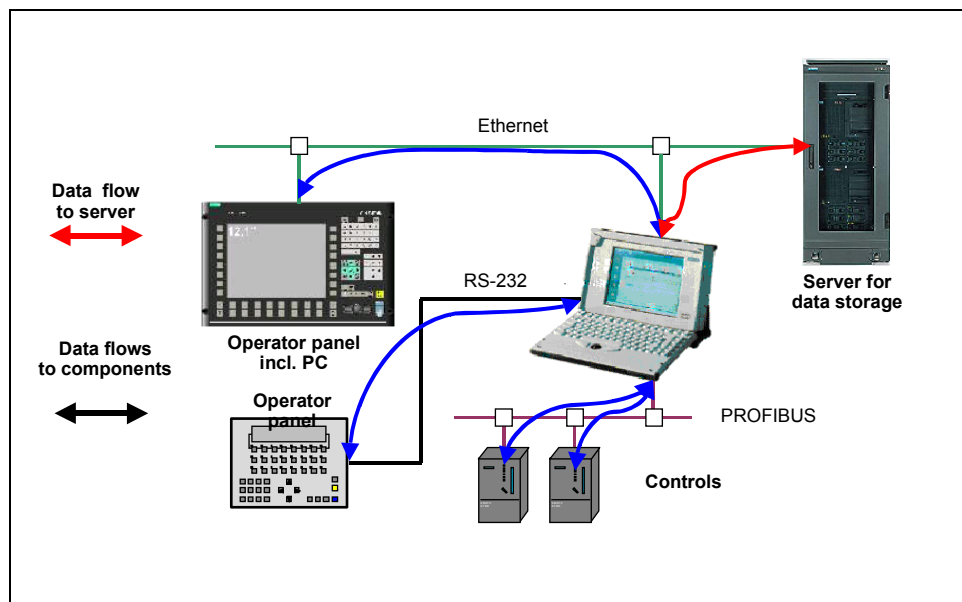 Ethernet
Data flow
to server
12.1"
RS-232
Server for
data storage
Operator panel
incl. PC
Data flows
to components
Operator
panel
PROFIBUS
Controls